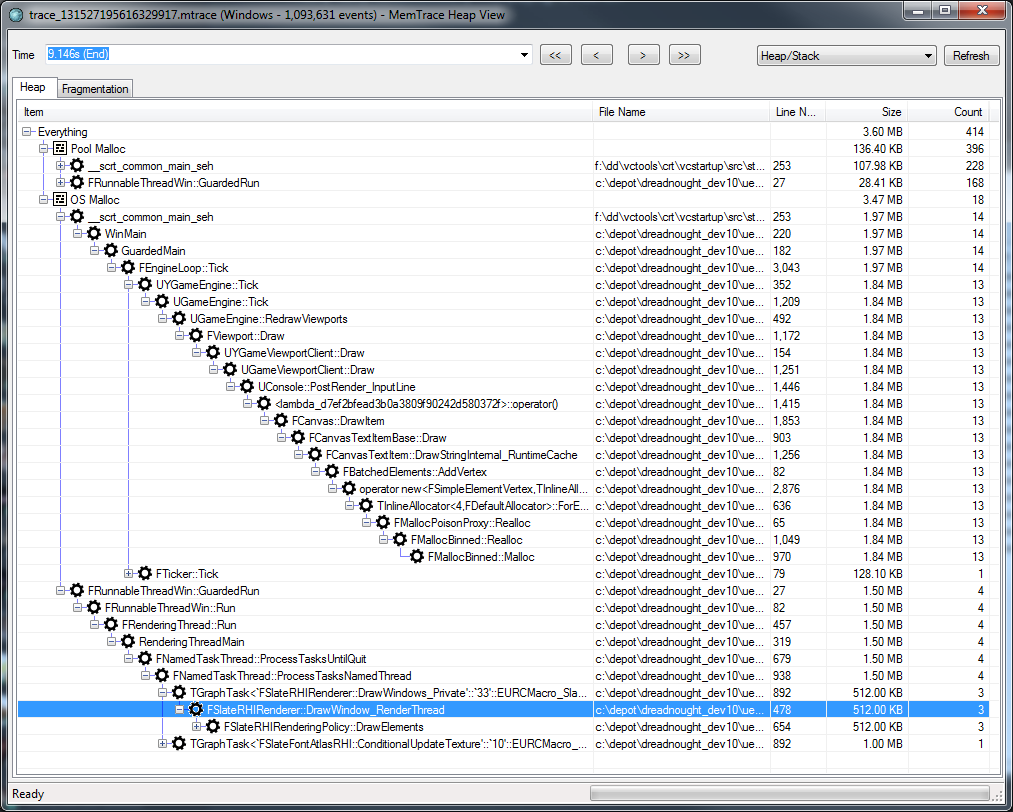 trace_131527195616329917.mtrace (Windows - 1,093,631 events) - MemTrace Heap View
Time 9.146s (End) << < > >> Heap/Stack Refresh
Heap Fragmentation
Item File Name Line N... Size Count
Everything 3.60 MB 414
Pool Malloc 136.40 KB 396
__scrt_common_main_seh f:\dd\vctools\crt\vcstartup\src\st... 253 107.98 KB 228
FRunnableThreadWin::GuardedRun c:\depot\dreadnought_dev10\ue... 27 28.41 KB 168
OS Malloc 3.47 MB 18
__scrt_common_main_seh f:\dd\vctools\crt\vcstartup\src\st... 253 1.97 MB 14
WinMain c:\depot\dreadnought_dev10\ue... 220 1.97 MB 14
GuardedMain c:\depot\dreadnought_dev10\ue... 182 1.97 MB 14
FEngineLoop::Tick c:\depot\dreadnought_dev10\ue... 3,043 1.97 MB 14
UYGameEngine::Tick c:\depot\dreadnought_dev10\ue... 352 1.84 MB 13
UGameEngine::Tick c:\depot\dreadnought_dev10\ue... 1,209 1.84 MB 13
UGameEngine::RedrawViewports c:\depot\dreadnought_dev10\ue... 492 1.84 MB 13
FViewport::Draw c:\depot\dreadnought_dev10\ue... 1,172 1.84 MB 13
UYGameViewportClient::Draw c:\depot\dreadnought_dev10\ue... 154 1.84 MB 13
UGameViewportClient::Draw c:\depot\dreadnought_dev10\ue... 1,251 1.84 MB 13
UConsole::PostRender_InputLine c:\depot\dreadnought_dev10\ue... 1,446 1.84 MB 13
<lambda_d7ef2bfead3b0a3809f90242d580372f>::operator() c:\depot\dreadnought_dev10\ue... 1,415 1.84 MB 13
FCanvas::DrawItem c:\depot\dreadnought_dev10\ue... 1,853 1.84 MB 13
FCanvasTextItemBase::Draw c:\depot\dreadnought_dev10\ue... 903 1.84 MB 13
FCanvasTextItem::DrawStringInternal_RuntimeCache c:\depot\dreadnought_dev10\ue... 1,256 1.84 MB 13
FBatchedElements::AddVertex c:\depot\dreadnought_dev10\ue... 82 1.84 MB 13
operator new<FSimpleElementVertex,TInlineAll... c:\depot\dreadnought_dev10\ue... 2,876 1.84 MB 13
TInlineAllocator<4,FDefaultAllocator>::ForE... c:\depot\dreadnought_dev10\ue... 636 1.84 MB 13
FMallocPoisonProxy::Realloc c:\depot\dreadnought_dev10\ue... 65 1.84 MB 13
FMallocBinned::Realloc c:\depot\dreadnought_dev10\ue... 1,049 1.84 MB 13
FMallocBinned::Malloc c:\depot\dreadnought_dev10\ue... 970 1.84 MB 13
FTicker::Tick c:\depot\dreadnought_dev10\ue... 79 128.10 KB 1
FRunnableThreadWin::GuardedRun c:\depot\dreadnought_dev10\ue... 27 1.50 MB 4
FRunnableThreadWin::Run c:\depot\dreadnought_dev10\ue... 82 1.50 MB 4
FRenderingThread::Run c:\depot\dreadnought_dev10\ue... 457 1.50 MB 4
RenderingThreadMain c:\depot\dreadnought_dev10\ue... 319 1.50 MB 4
FNamedTaskThread::ProcessTasksUntilQuit c:\depot\dreadnought_dev10\ue... 679 1.50 MB 4
FNamedTaskThread::ProcessTasksNamedThread c:\depot\dreadnought_dev10\ue... 938 1.50 MB 4
TGraphTask<`FSlateRHIRenderer::DrawWindows_Private'::`33'::EURCMacro_Sla... c:\depot\dreadnought_dev10\ue... 892 512.00 KB 3
FSlateRHIRenderer::DrawWindow_RenderThread c:\depot\dreadnought_dev10\ue... 478 512.00 KB 3
FSlateRHIRenderingPolicy::DrawElements c:\depot\dreadnought_dev10\ue... 654 512.00 KB 3
TGraphTask<`FSlateFontAtlasRHI::ConditionalUpdateTexture'::`10'::EURCMacro_... c:\depot\dreadnought_dev10\ue... 892 1.00 MB 1
Ready